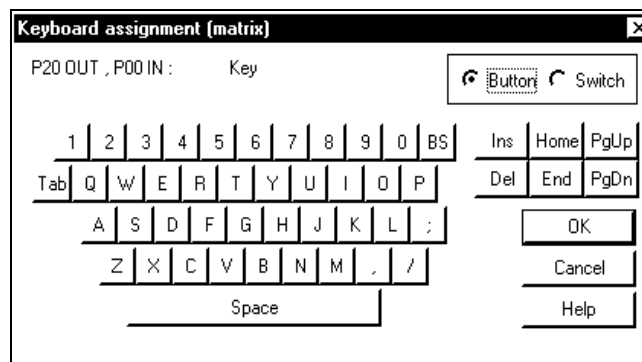 Keyboard assignment (matrix)
P20 OUT , P00 IN : Key
Button Switch
1 2 3 4 5 6 7 8 9 0 BS Ins Home PgUp
Tab Q W E R T Y U I O P Del End PgDn
A S D F G H J K L ; OK
Z X C V B N M , / Cancel
Space Help